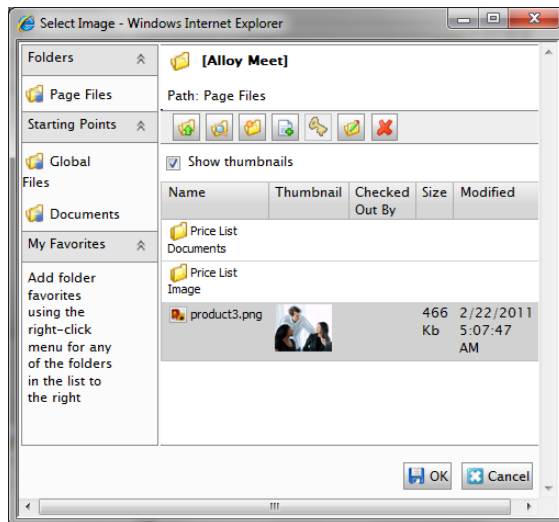 Select Image - Windows Internet Explorer
Folders
[Alloy Meet]
Page Files
Path: Page Files
Starting Points
Global
Files
Documents
My Favorites
Add folder
favorites
using the
right-click
menu for any
of the folders
in the list to
the right
Show thumbnails
Name Thumbnail Checked Size Modified
Out By
Price List
Documents
Price List
Image
product3.png 466 2/22/2011
Kb 5:07:47
AM
OK Cancel